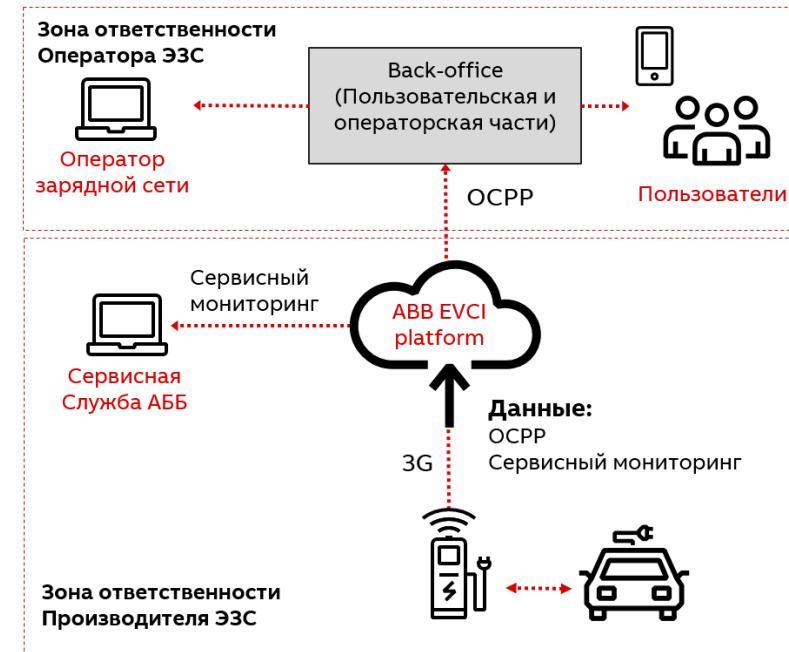 Зона ответственности
Оператора ЭЗС
Back-office
(Пользовательская и
операторская части)
Оператор
зарядной сети
Пользователи
OCPP
Сервисный
мониторинг
ABB EVCI
platform
Сервисная
Служба АББ
Данные:
OCPP
Сервисный мониторинг
3G
Зона ответственности
Производителя ЭЗС